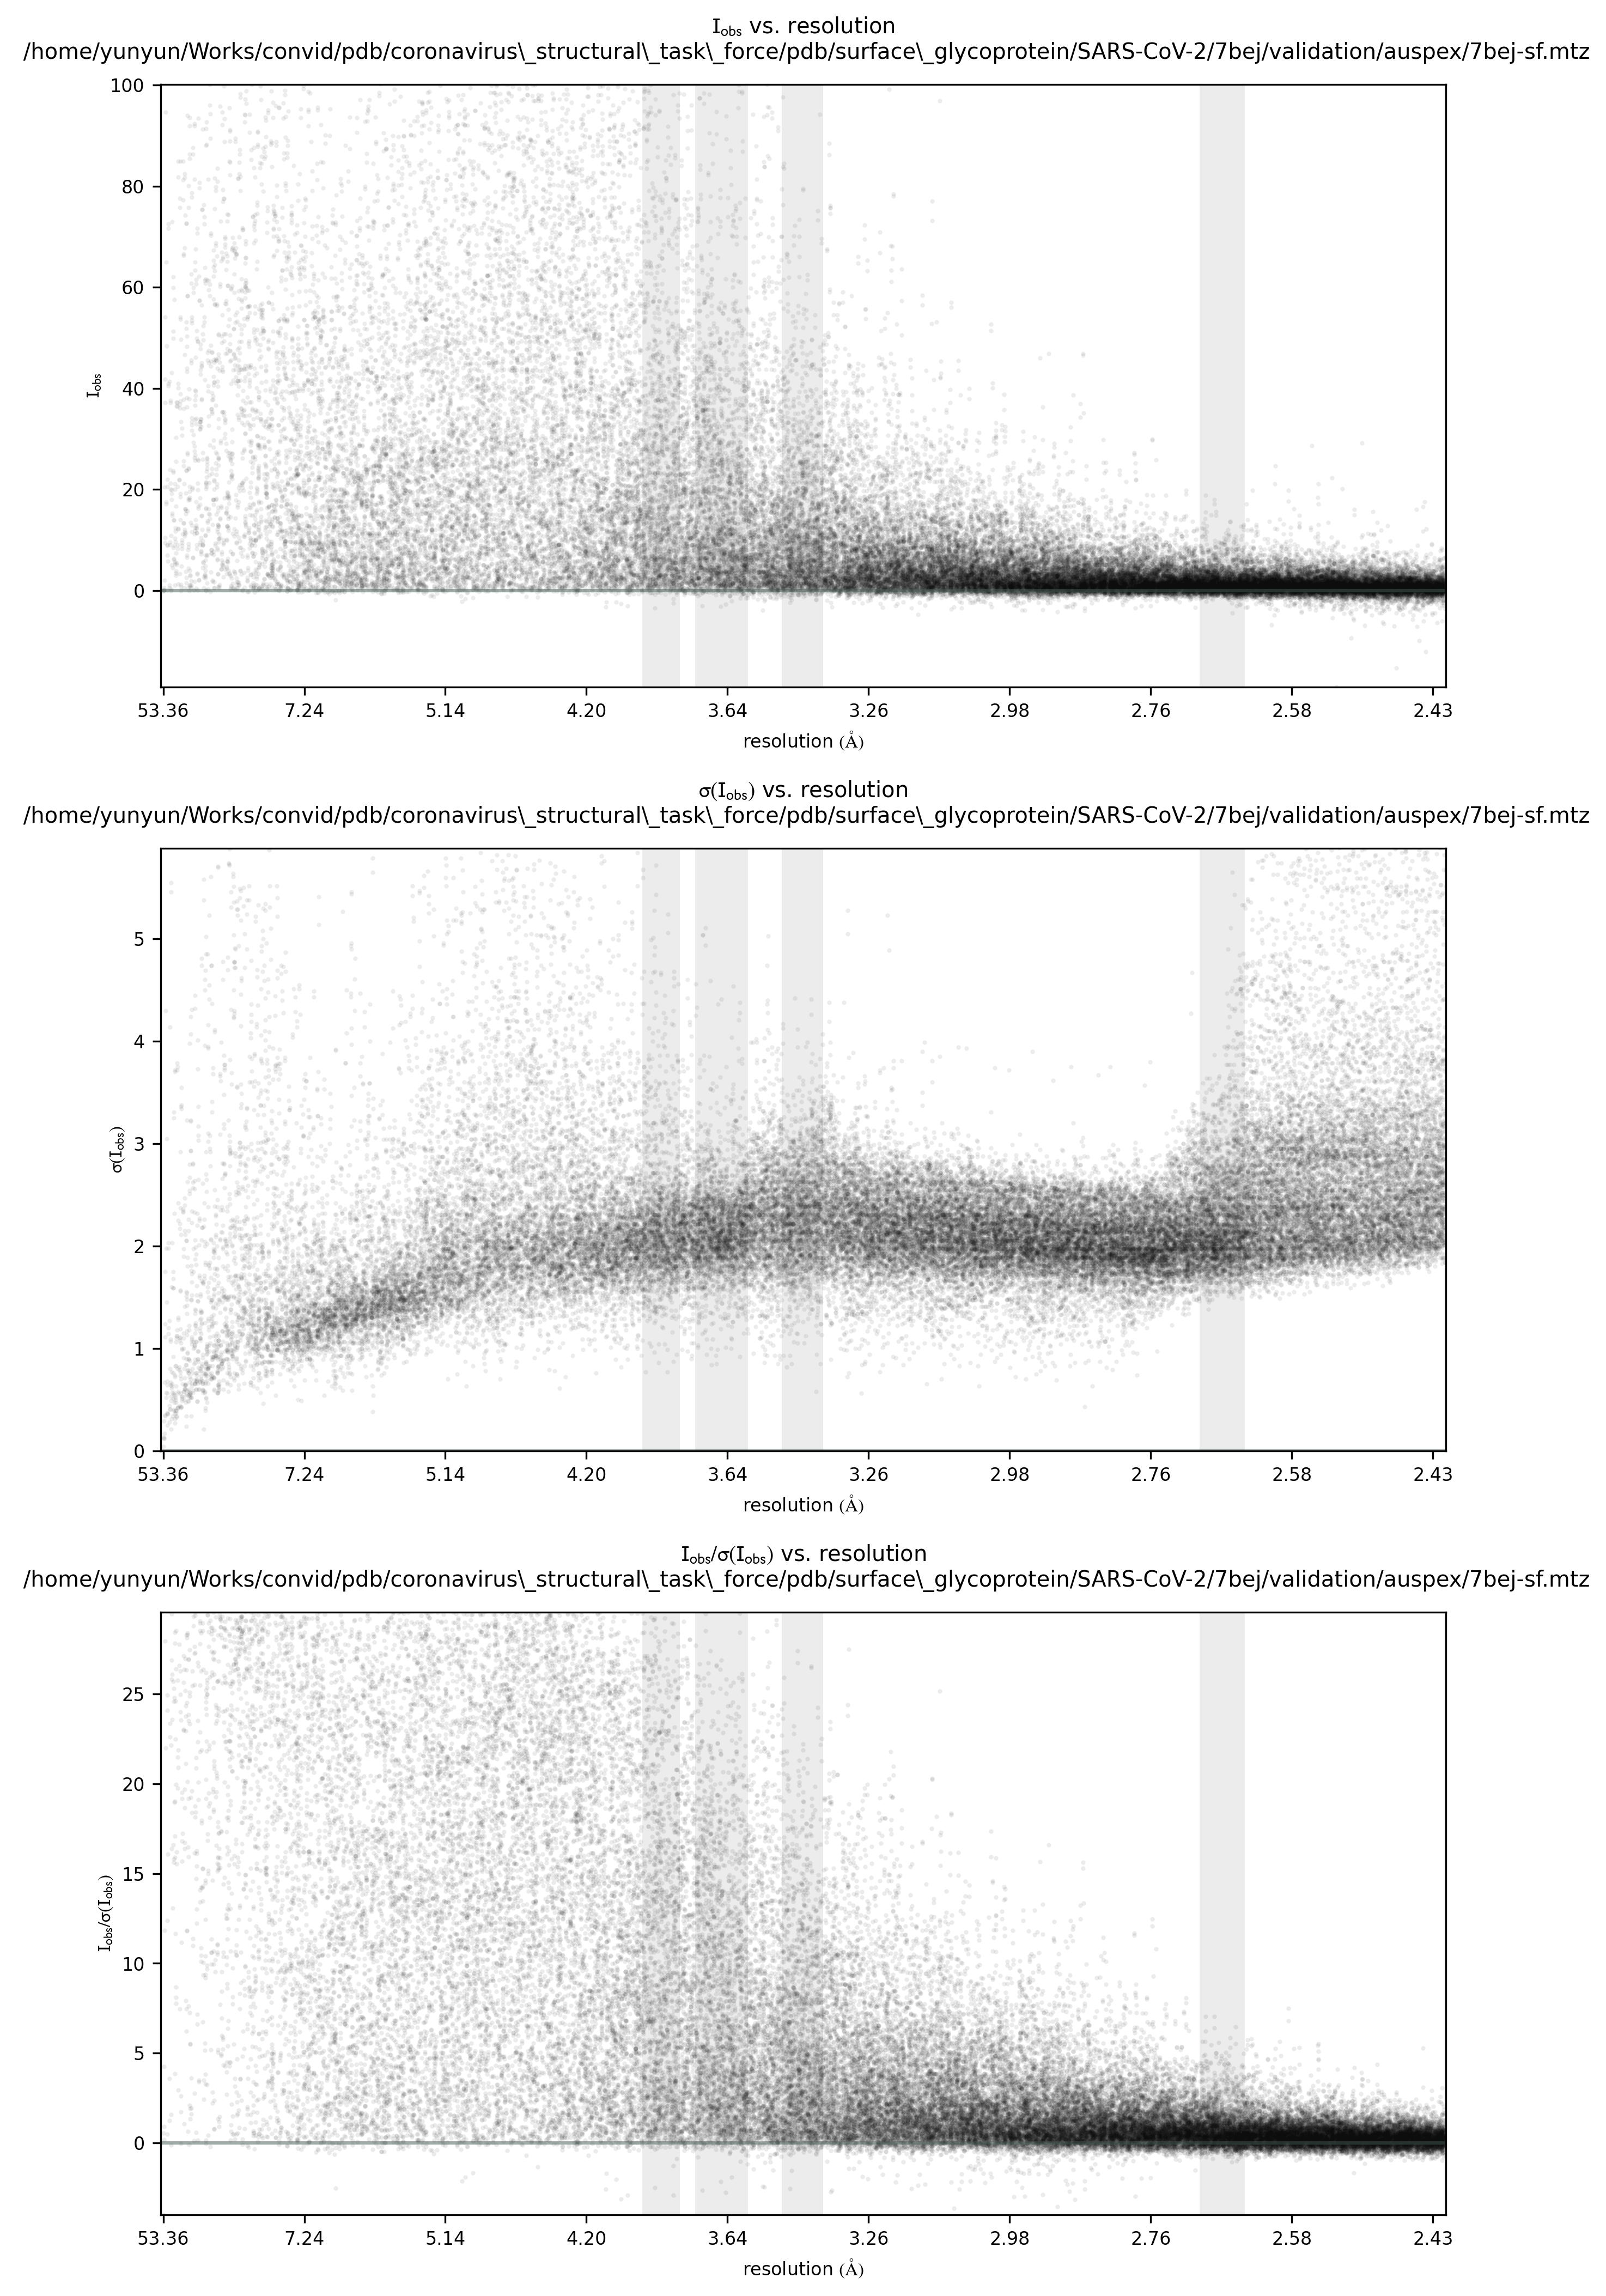 Iobs vs. resolution
/home/yunyun/Works/convid/pdb/coronavirus\_structural\_task\_force/pdb/surface\_glycoprotein/SARS-CoV-2/7bej/validation/auspex/7bej-sf.mtz
100
80
60
40
20
0
Iobs
53.36 7.24 5.14 4.20 3.64 3.26 2.98 2.76 2.58 2.43
resolution (Å)
σ(Iobs) vs. resolution
/home/yunyun/Works/convid/pdb/coronavirus\_structural\_task\_force/pdb/surface\_glycoprotein/SARS-CoV-2/7bej/validation/auspex/7bej-sf.mtz
5
4
3
2
1
0
σ(Iobs)
53.36 7.24 5.14 4.20 3.64 3.26 2.98 2.76 2.58 2.43
resolution (Å)
Iobs/σ(Iobs) vs. resolution
/home/yunyun/Works/convid/pdb/coronavirus\_structural\_task\_force/pdb/surface\_glycoprotein/SARS-CoV-2/7bej/validation/auspex/7bej-sf.mtz
25
20
15
10
5
0
Iobs/σ(Iobs)
53.36 7.24 5.14 4.20 3.64 3.26 2.98 2.76 2.58 2.43
resolution (Å)